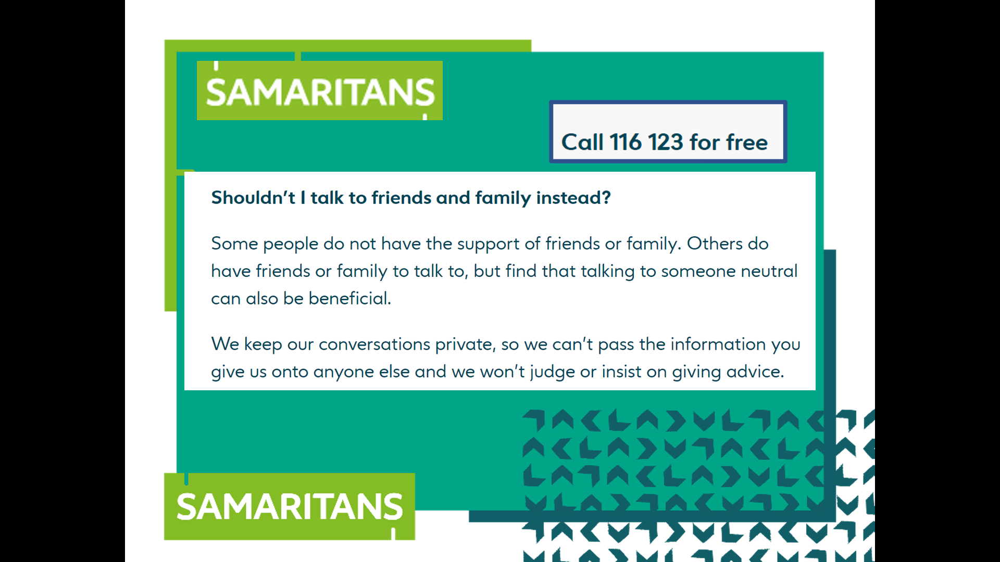 SAMARITANS
Call 116 123 for free
Shouldn't I talk to friends and family instead?
Some people do not have the support of friends or family. Others do
have friends or family to talk to, but find that talking to someone neutral
can also be beneficial.
We keep our conversations private, so we can't pass the information you
give us onto anyone else and we won't judge or insist on giving advice.
SAMARITANS